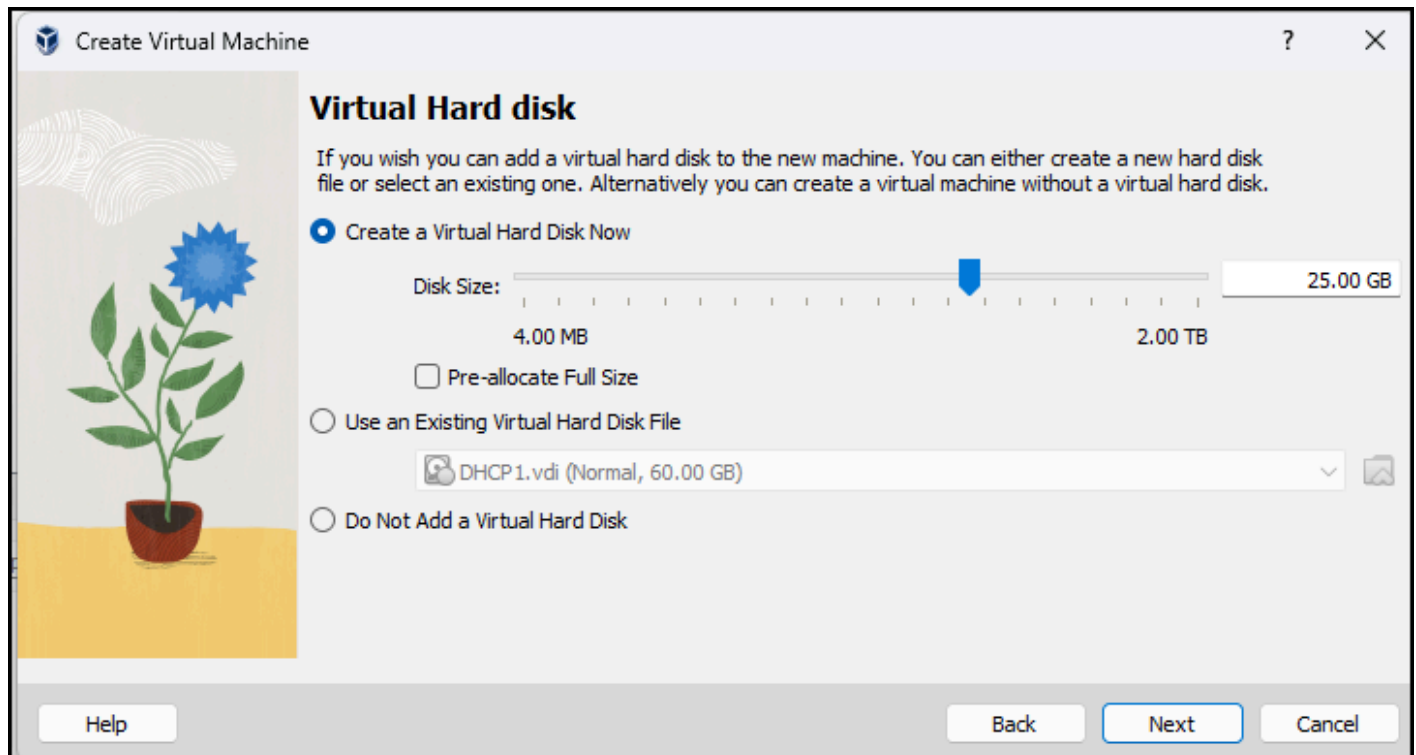 Create Virtual Machine
?
Virtual Hard disk
If you wish you can add a virtual hard disk to the new machine. You can either create a new hard disk
file or select an existing one. Alternatively you can create a virtual machine without a virtual hard disk.
Create a Virtual Hard Disk Now
Disk Size:
25.00 GB
4.00 MB
2.00 TB
Pre-allocate Full Size
Use an Existing Virtual Hard Disk File
DHCP1.vdi (Normal, 60.00 GB)
Do Not Add a Virtual Hard Disk
Help
Back
Next
Cancel